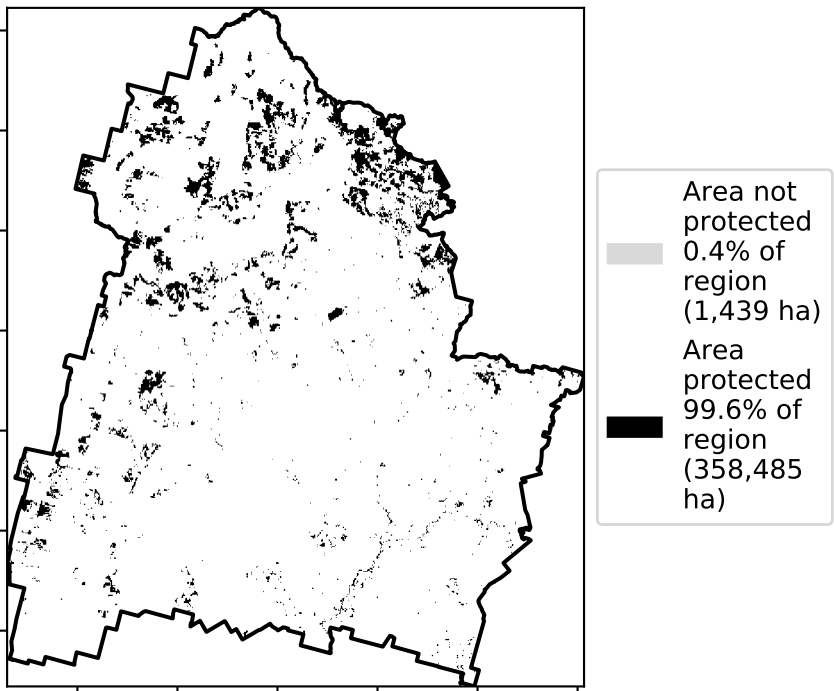 Area not
protected
0.4% of
region
(1,439 ha)
Area
protected
99.6% of
region
(358,485
ha)